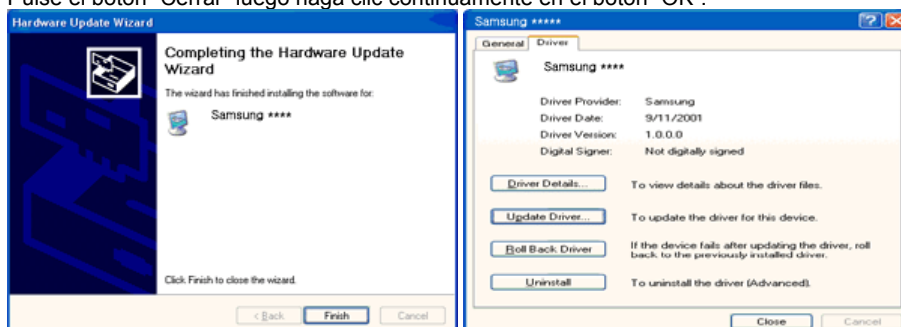 Pulse el botón "Cerrar" luego haga clic continuamente en el botón "OK".
Hardware Update Wizard
Completing the Hardware Update
Wizard
The wizard has finished installing the software for:
Samsung ****
Click Finish to close the wizard.
< Back
Finish
Cancel
Samsung *****
General
Driver
Samsung ****
Driver Provider:
Samsung
Driver Date:
9/11/2001
Driver Version:
1.0.0.0
Digital Signer:
Not digitally signed
Driver Details...
To view details about the driver files.
Update Driver...
To update the driver for this device.
Roll Back Driver
If the device fails after updating the driver, roll
back to the previously installed driver.
Uninstall
To uninstall the driver (Advanced).
Close
Cancel